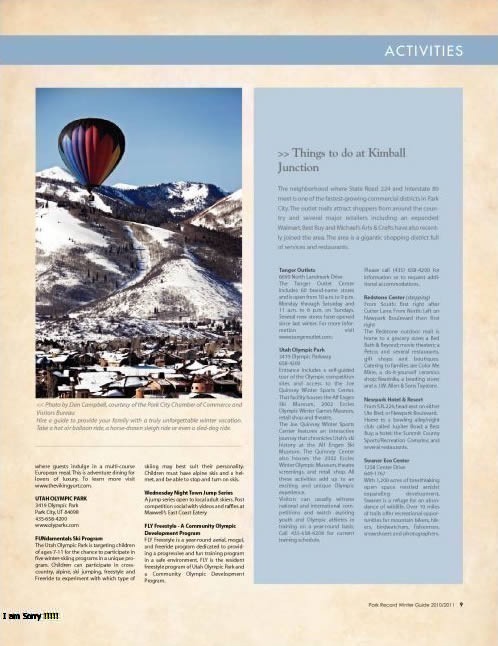 ACTIVITIES
>> Photo by Dan Campbell, courtesy of the Park City Chamber of Commerce and
Visitors Bureau
Hire a guide to provide your family with a truly unforgettable winter vacation.
Take a hot air balloon ride, a horse-drawn sleigh ride or even a sled-dog ride.
where guests indulge in a multi-course
European meal. This is adventure dining for
lovers of luxury. To learn more visit
www.thevikingyurt.com.
UTAH OLYMPIC PARK
3419 Olympic Park
Park City, UT 84098
435-658-4200
www.olyparks.com
FUNdamentals Ski Program
The Utah Olympic Park is targeting children
of ages 7-11 for the chance to participate in
five winter-skiing programs in a unique pro-
gram. Children can participate in cross-
country, alpine, ski jumping, freestyle and
Freeride to experiment with which type of
skiing may best suit their personality.
Children must have alpine skis and a hel-
met, and be able to stop and turn on skis.
Wednesday Night Town Jump Series
A jump series open to local adult skiers. Post
competition social with videos and raffles at
Maxwell's East Coast Eatery
FLY Freestyle - A Community Olympic
Development Program
FLY Freestyle is a year-round aerial, mogul,
and freeride program dedicated to provid-
ing a progressive and fun training program
in a safe environment. FLY is the resident
freestyle program of Utah Olympic Park and
a Community Olympic Development
Program.
>> Things to do at Kimball
Junction
The neighborhood where State Road 224 and Interstate 80
meet is one of the fastest-growing commercial districts in Park
City. The outlet malls attract shoppers from around the coun-
try and several major retailers including an expanded
Walmart, Best Buy and Michael's Arts & Crafts have also recent-
ly joined the area. The area is a gigantic shopping district full
of services and restaurants.
Tanger Outlets
6699 North Landmark Drive
The Tanger Outlet Center
includes 60 brand-name stores
and is open from 10 a.m. to 9 p.m.
Monday through Saturday and
11 a.m. to 6 p.m. on Sundays.
Several new stores have opened
since last winter. For more infor-
mation visit
www.tangeroutlet.com.
Utah Olympic Park
3419 Olympic Parkway
658-4200
Entrance includes a self-guided
tour of the Olympic competition
sites and access to the Joe
Quinney Winter Sports Center.
That facility houses the Alf Engen
Ski Museum, 2002 Eccles
Olympic Winter Games Museum,
retail shop and theatre.
The Joe Quinney Winter Sports
Center features an interactive
journey that chronicles Utah's ski
history at the Alf Engen Ski
Museum. The Quinney Center
also houses the 2002 Eccles
Winter Olympic Museum, theatre
screenings, and retail shop. All
these activities add up to an
exciting and unique Olympic
experience.
Visitors can usually witness
national and international com-
petitions and watch aspiring
youth and Olympic athletes in
training on a year-round basis.
Call 435-658-4200 for current
training schedule.
Please call (435) 658-4200 for
information or to request addi-
tional accommodations.
Redstone Center (shopping)
From South: first right after
Cutter Lane. From North: Left on
Newpark Boulevard then first
right
The Redstone outdoor mall is
home to a grocery store; a Bed
Bath & Beyond; movie theaters; a
Petco; and several restaurants,
gift shops and boutiques.
Catering to families are Color Me
Mine, a do-it-yourself ceramics
shop;
a bowling store
and a J.W. Allen & Sons Toystore.
Newpark Hotel & Resort
From S.R. 224, head east on either
Ute Blvd. or Newpark Boulevard.
Home to a bowling alley/night
club called Jupiter Bowl; a Best
Buy; a hotel; the Summit County
Sports/Recreation Complex; and
several restaurants.
Swaner Eco Center
1258 Center Drive
649-1767
With 1,200 acres of breathtaking
open space nestled amidst
expanding development,
Swaner is a refuge for an abun-
dance of wildlife. Over 10 miles
of trails offer recreational oppor-
tunities for mountain bikers, hik-
ers, birdwatchers, fishermen,
snowshoers and photographers.
Park Record Winter Guide 2010/2011 9
I am Sorry !!!!!